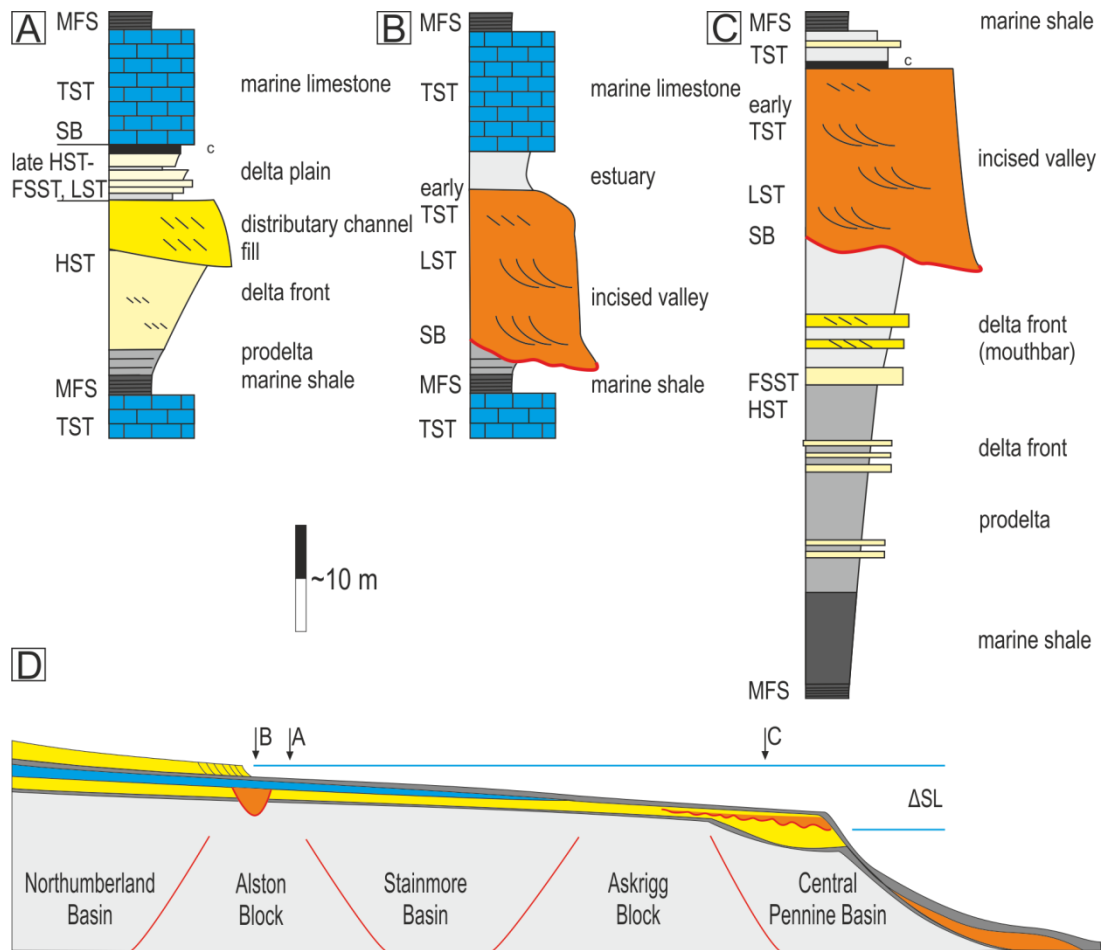 A
MFS
TST
marine limestone
SB
c
late HST-
FSST, LST
delta plain
distributary channel
fill
HST
delta front
prodelta
marine shale
MFS
TST
B
MFS
TST
marine limestone
estuary
early
TST
LST
incised valley
SB
MFS
marine shale
TST
C
MFS
marine shale
TST
c
early
TST
incised valley
LST
SB
delta front
(mouthbar)
FSST
HST
delta front
prodelta
marine shale
MFS
~10 m
D
B
A
C
ΔSL
Northumberland
Basin
Alston
Block
Stainmore
Basin
Askrigg
Block
Central
Pennine Basin